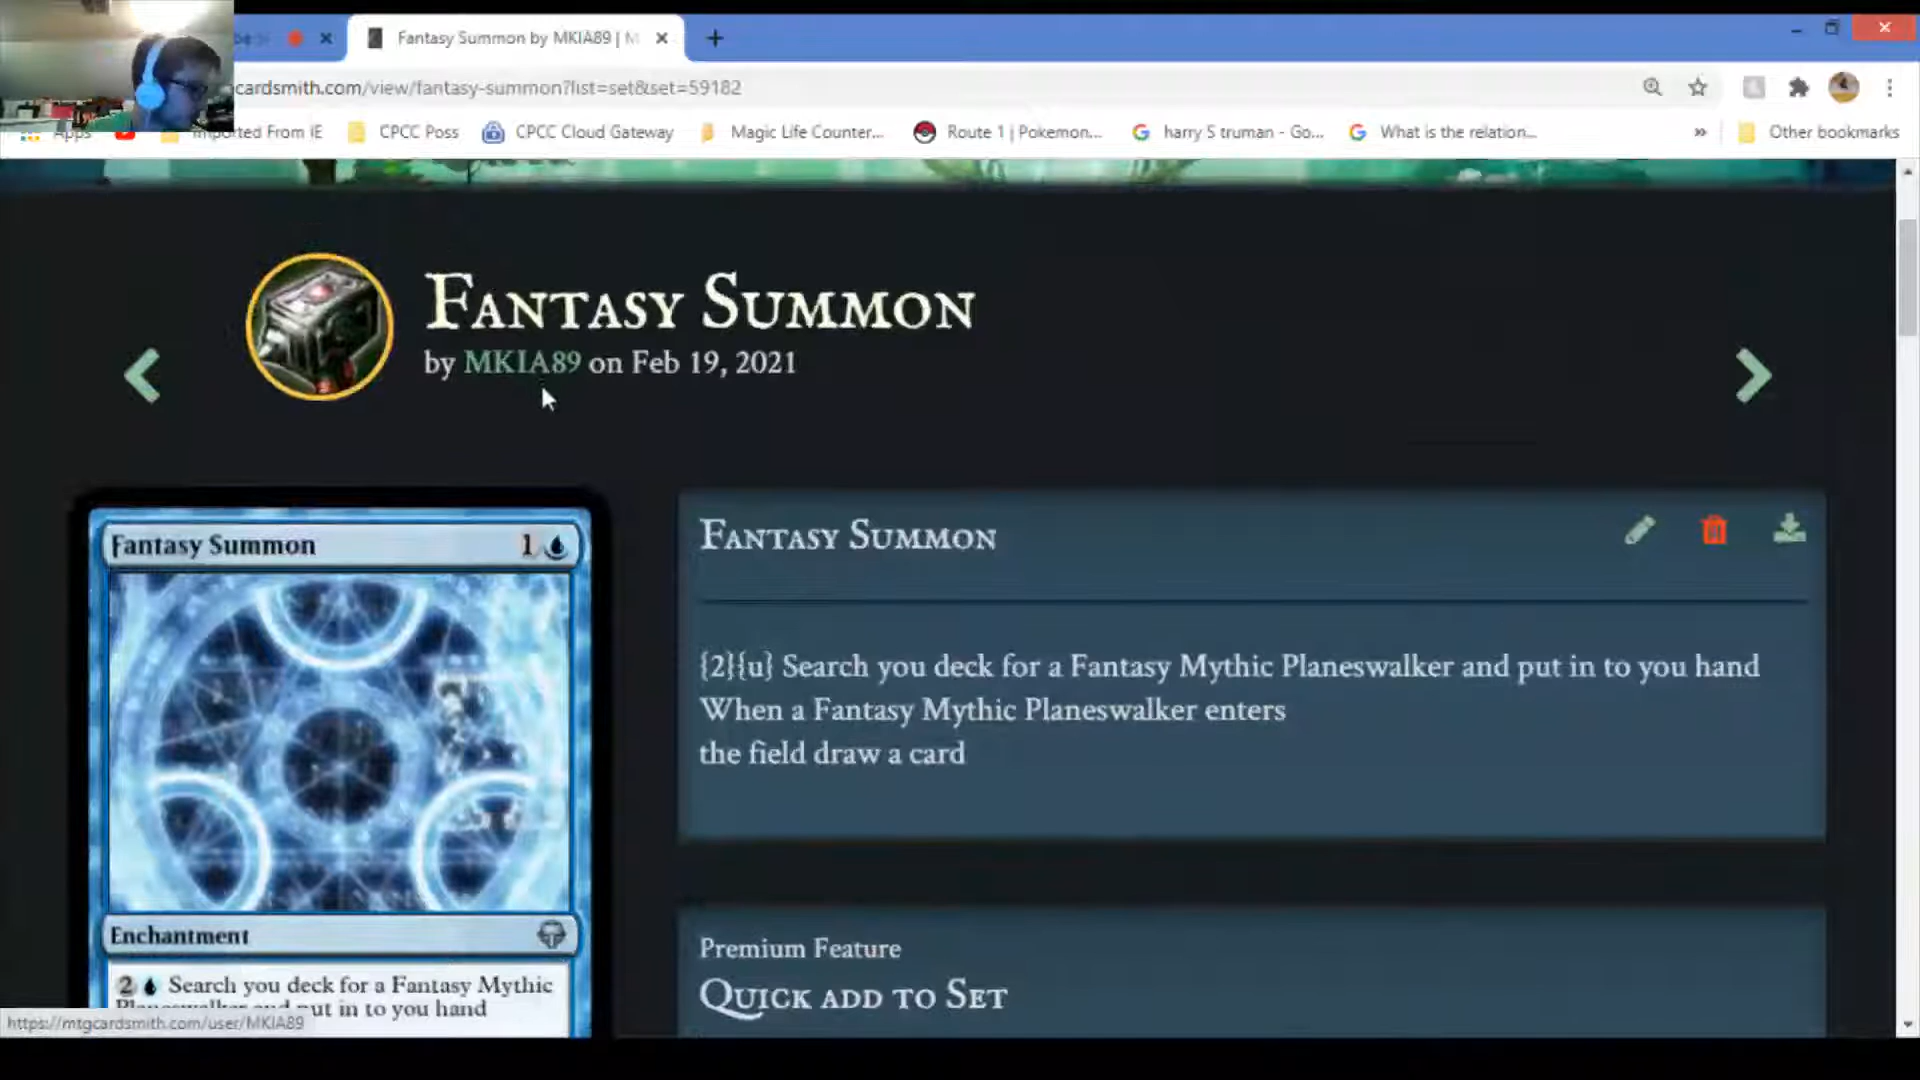 Fantasy Summon by MKIA89 | M
cardsmith.com/view/fantasy-summon?list=set&set=59182
Apps
Imported From IE
CPCC Poss
CPCC Cloud Gateway
Magic Life Counter...
Route 1 | Pokemon...
harry S truman - Go...
What is the relation...
»
Other bookmarks
Fantasy Summon
by MKIA89 on Feb 19, 2021
Fantasy Summon 1
Enchantment
2 Search you deck for a Fantasy Mythic
Planeswalker and put in to you hand
Fantasy Summon
{2}{u} Search you deck for a Fantasy Mythic Planeswalker and put in to you hand
When a Fantasy Mythic Planeswalker enters
the field draw a card
Premium Feature
Quick add to Set
https://mtgcardsmith.com/user/MKIA89